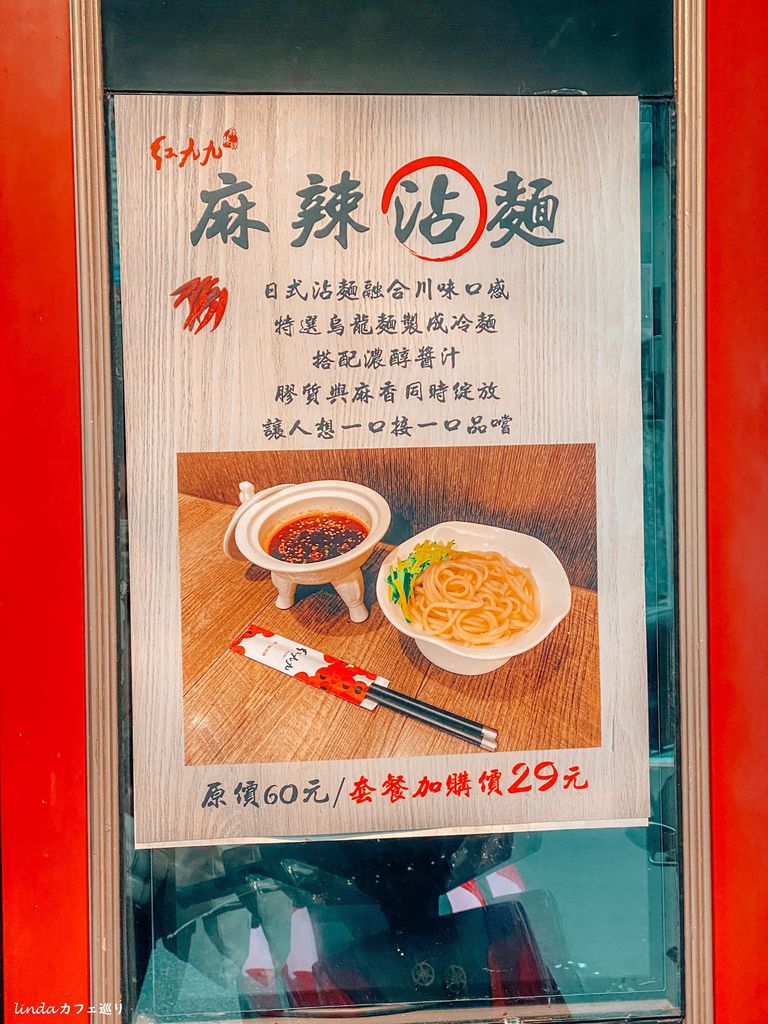 紅九九
麻辣沾麵
日式沾麵融合川味口感
特選烏龍麵製成冷麵
搭配濃醇醬汁
膠質與麻香同時綻放
讓人想一口接一口品嚐
紅九九
原價60元/套餐加購價29元
lindaカフェ巡り